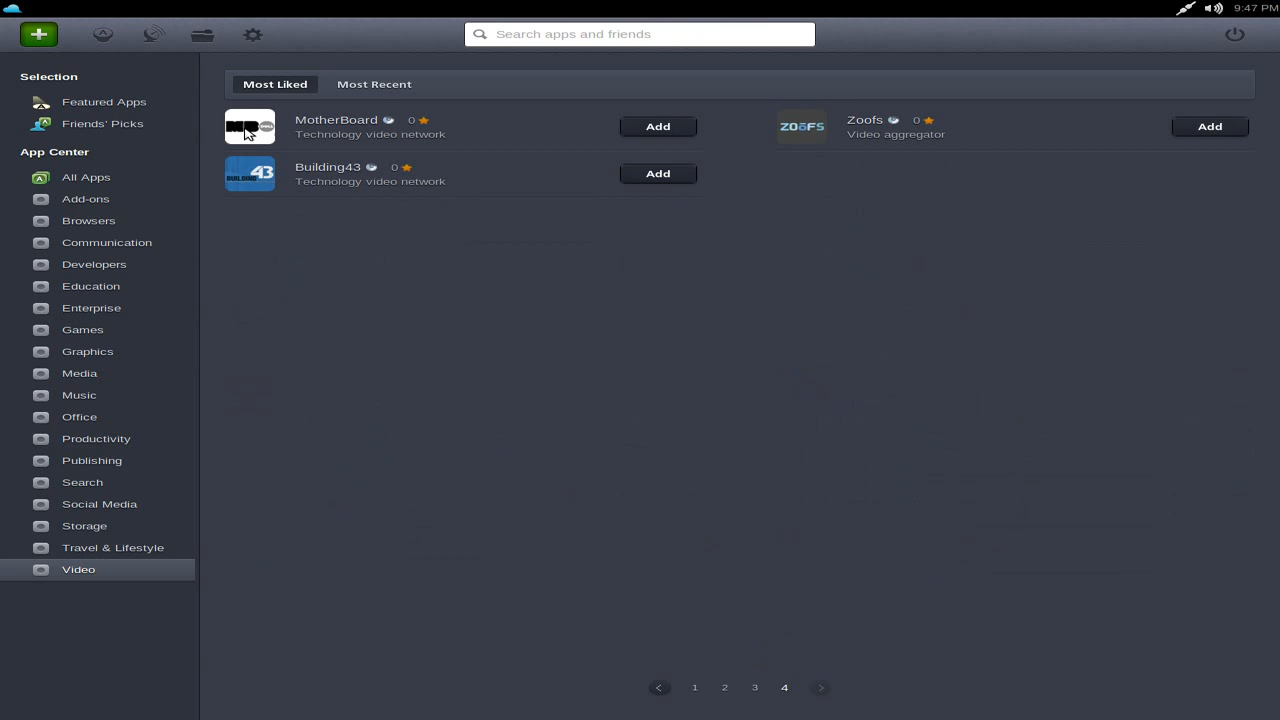 9:47 PM
Search apps and friends
Selection
Featured Apps
Friends' Picks
App Center
All Apps
Add-ons
Browsers
Communication
Developers
Education
Enterprise
Games
Graphics
Media
Music
Office
Productivity
Publishing
Search
Social Media
Storage
Travel & Lifestyle
Video
Most Liked Most Recent
MotherBoard 0
Technology video network
Add
ZOOFS
Zoofs 0
Video aggregator
Add
BUILDING 43
Building43 0
Technology video network
Add
< 1 2 3 4 >